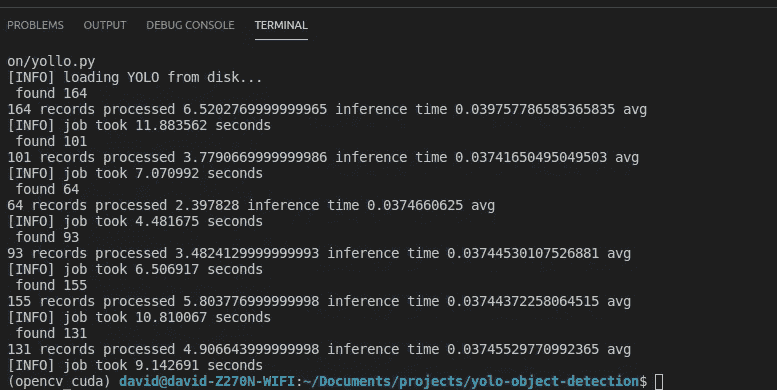 PROBLEMS OUTPUT DEBUG CONSOLE TERMINAL
on/yollo.py
[INFO] loading YOLO from disk...
found 164
164 records processed 6.5202769999999965 inference time 0.039757786585365835 avg
[INFO] job took 11.883562 seconds
found 101
101 records processed 3.7790669999999986 inference time 0.03741650495049503 avg
[INFO] job took 7.070992 seconds
found 64
64 records processed 2.397828 inference time 0.0374660625 avg
[INFO] job took 4.481675 seconds
found 93
93 records processed 3.4824129999999993 inference time 0.03744530107526881 avg
[INFO] job took 6.506917 seconds
found 155
155 records processed 5.803776999999998 inference time 0.03744372258064515 avg
[INFO] job took 10.810067 seconds
found 131
131 records processed 4.906643999999998 inference time 0.03745529770992365 avg
[INFO] job took 9.142691 seconds
(opencv_cuda) david@david-Z270N-WIFI:~/Documents/projects/yolo-object-detection$